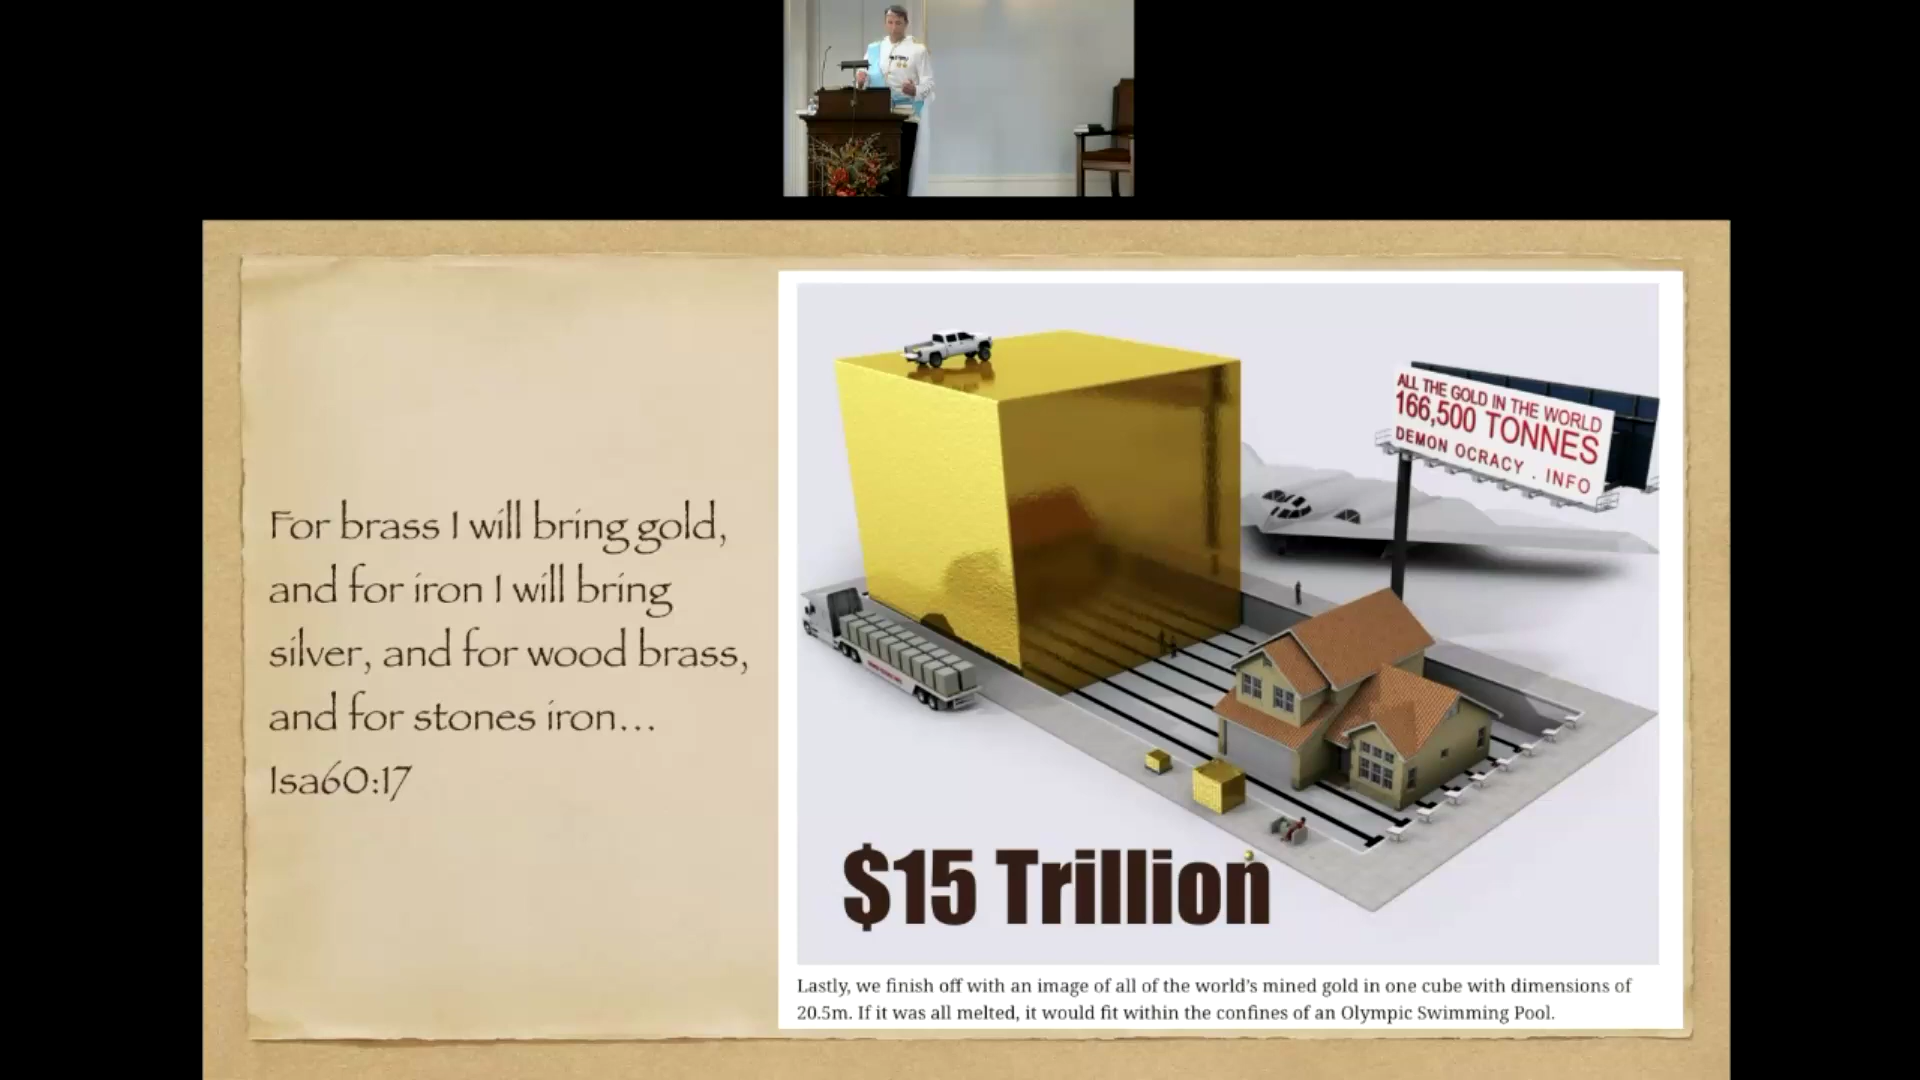 For brass I will bring gold,
and for iron I will bring
silver, and for wood brass,
and for stones iron...
Isa60:17
ALL THE GOLD IN THE WORLD
166,500 TONNES
DEMON OCRACY . INFO
$15 Trillion
Lastly, we finish off with an image of all of the world's mined gold in one cube with dimensions of
20.5m. If it was all melted, it would fit within the confines of an Olympic Swimming Pool.